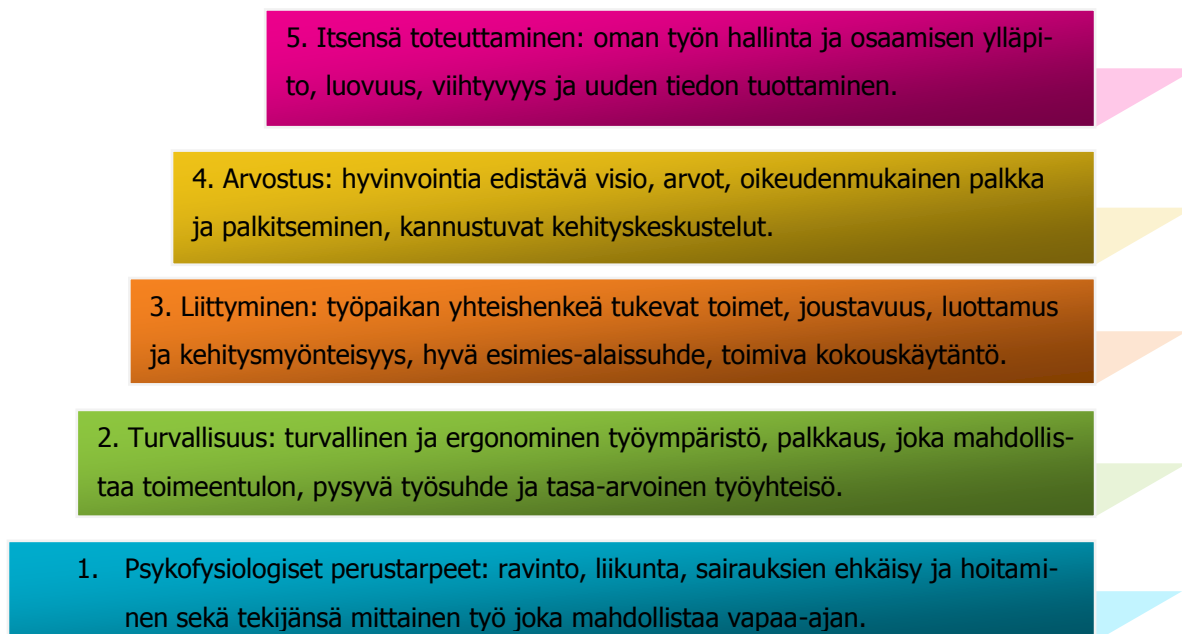 5. Itsensä toteuttaminen: oman työn hallinta ja osaamisen ylläpi-
to, luovuus, viihtyvyys ja uuden tiedon tuottaminen.
4. Arvostus: hyvinvointia edistävä visio, arvot, oikeudenmukainen palkka
ja palkitseminen, kannustuvat kehityskeskustelut.
3. Liittyminen: työpaikan yhteishenkeä tukevat toimet, joustavuus, luottamus
ja kehitysmyönteisyys, hyvä esimies-alaissuhde, toimiva kokouskäytäntö.
2. Turvallisuus: turvallinen ja ergonominen työympäristö, palkkaus, joka mahdollis-
taa toimeentulon, pysyvä työsuhde ja tasa-arvoinen työyhteisö.
1. Psykofysiologiset perustarpeet: ravinto, liikunta, sairauksien ehkäisy ja hoitami-
nen sekä tekijänsä mittainen työ joka mahdollistaa vapaa-ajan.